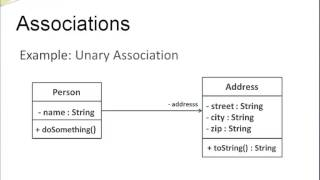 Associations
Example: Unary Association
Person
- name : String
+ doSomething()
- addresss
Address
- street : String
- city : String
- zip : String
+ toString() : String